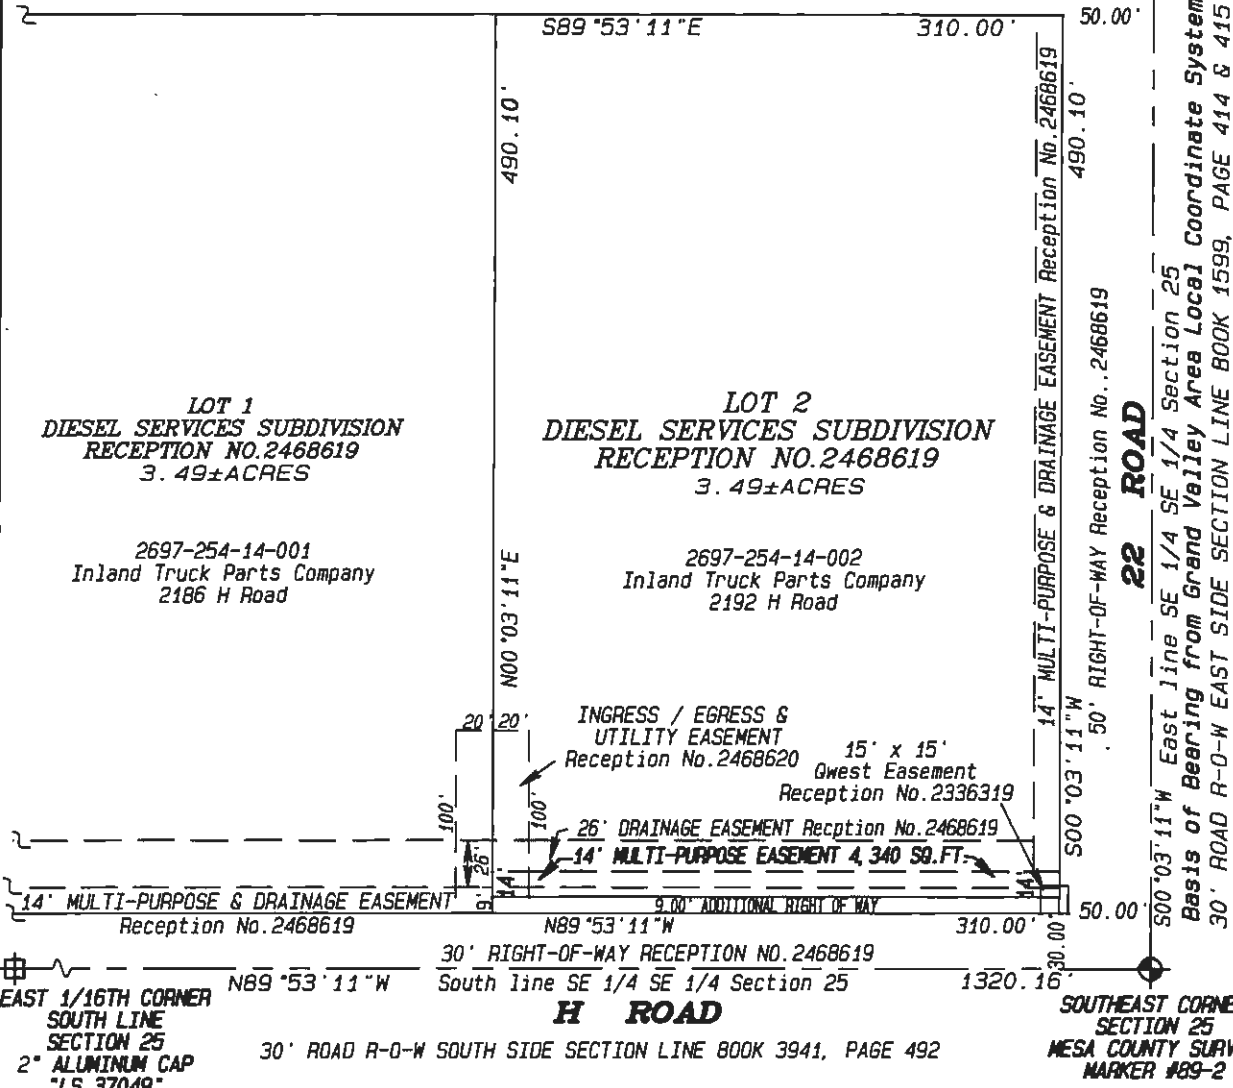 S89°53'11"E
310.00'
50.00'
490.10'
490.10'
14' MULTI-PURPOSE & DRAINAGE EASEMENT Reception No.2468619
50' RIGHT-OF-WAY Reception No..2468619
22 ROAD
S00°03'11"W East line SE 1/4 SE 1/4 Section 25
Basis of Bearing from Grand Valley Area Local Coordinate System
30' ROAD R-O-W EAST SIDE SECTION LINE BOOK 1599, PAGE 414 & 415
LOT 1
DIESEL SERVICES SUBDIVISION
RECEPTION NO.2468619
3.49±ACRES
2697-254-14-001
Inland Truck Parts Company
2186 H Road
LOT 2
DIESEL SERVICES SUBDIVISION
RECEPTION NO.2468619
3.49±ACRES
2697-254-14-002
Inland Truck Parts Company
2192 H Road
N00°03'11"E
S00°03'11"W
20' 20'
INGRESS / EGRESS &
UTILITY EASEMENT
Reception No.2468620
15' x 15'
Qwest Easement
Reception No.2336319
100'
100'
26' DRAINAGE EASEMENT Recption No.2468619
14' MULTI-PURPOSE EASEMENT 4,340 SQ.FT.
26'
14'
14'
9'
14' MULTI-PURPOSE & DRAINAGE EASEMENT
Reception No.2468619
9.00' ADDITIONAL RIGHT OF WAY
N89°53'11"W
310.00'
50.00'
30.00'
30' RIGHT-OF-WAY RECEPTION NO.2468619
N89°53'11"W
South line SE 1/4 SE 1/4 Section 25
1320.16'
H ROAD
30' ROAD R-O-W SOUTH SIDE SECTION LINE BOOK 3941, PAGE 492
EAST 1/16TH CORNER
SOUTH LINE
SECTION 25
2" ALUMINUM CAP
"LS 37049"
SOUTHEAST CORNE
SECTION 25
MESA COUNTY SURV
MARKER #89-2